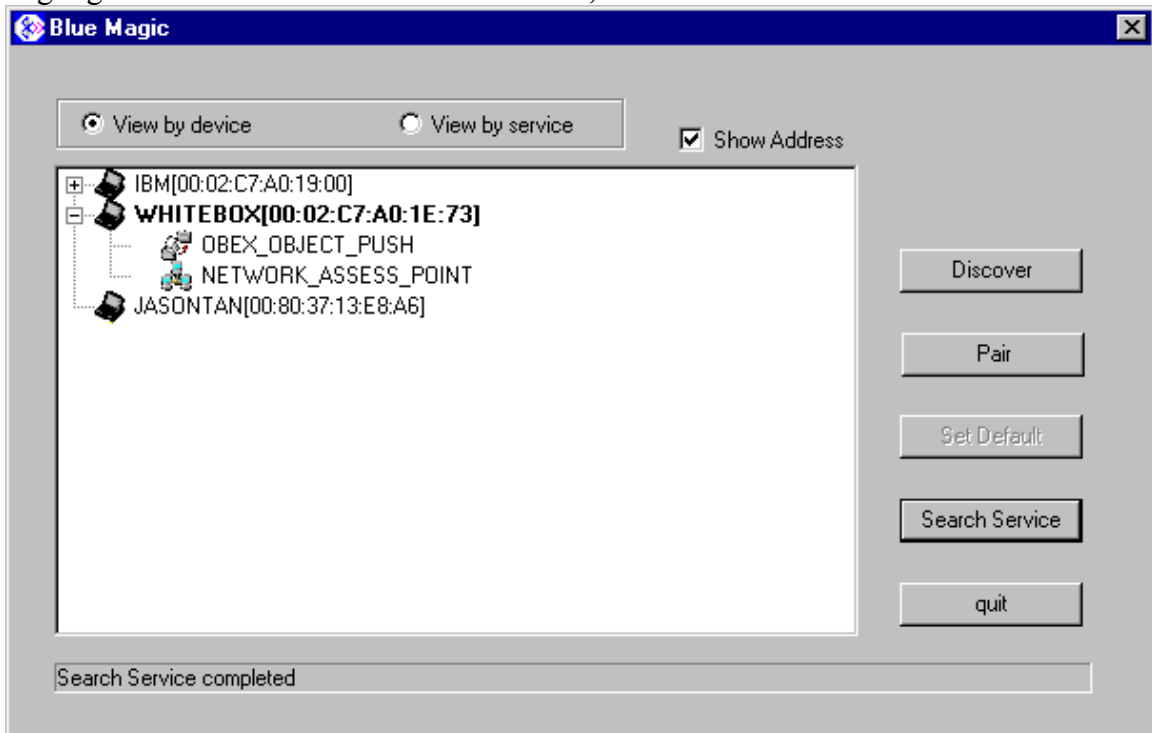 Blue Magic
View by device View by service Show Address
IBM[00:02:C7:A0:19:00]
WHITEBOX[00:02:C7:A0:1E:73]
OBEX_OBJECT_PUSH
NETWORK_ASSESS_POINT
JASONTAN[00:80:37:13:E8:A6]
Discover
Pair
Set Default
Search Service
quit
Search Service completed